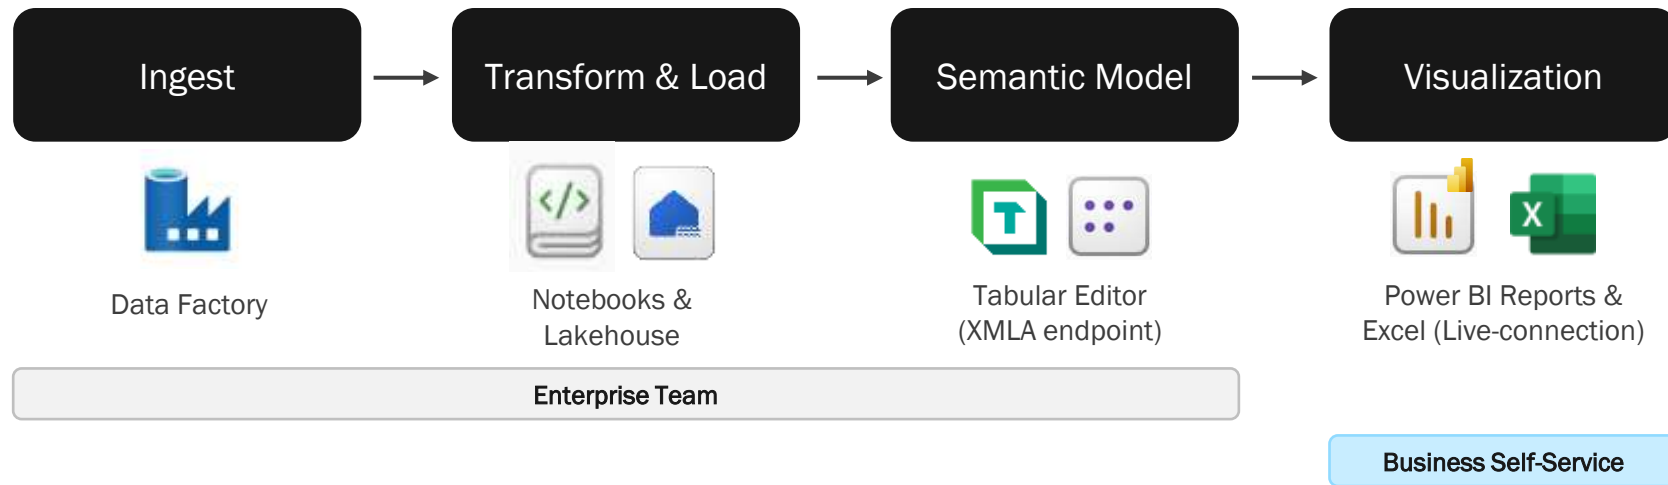 Ingest
Transform & Load
Semantic Model
Visualization
</>
T
X
Data Factory
Notebooks &
Lakehouse
Tabular Editor
(XMLA endpoint)
Power BI Reports &
Excel (Live-connection)
Enterprise Team
Business Self-Service